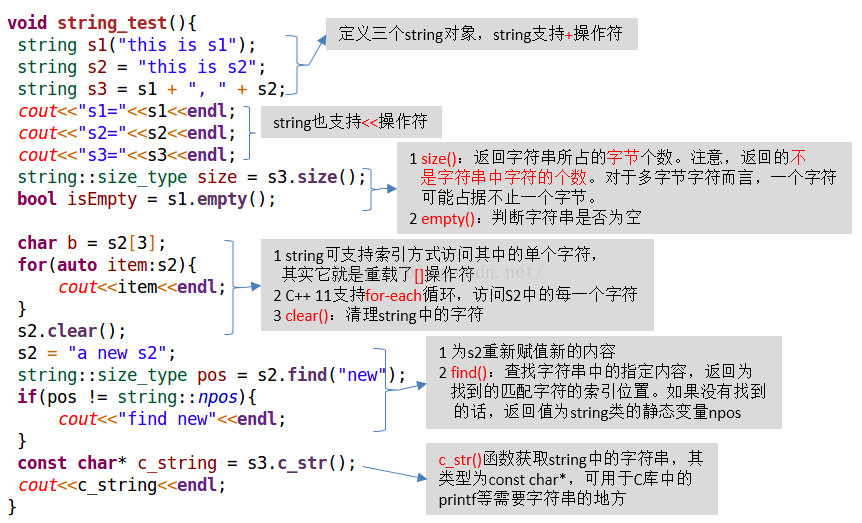 void string_test(){
string s1("this is s1");
string s2 = "this is s2";
string s3 = s1 + ", " + s2;
定义三个string对象，string支持+操作符
cout<<"s1="<<s1<<endl;
cout<<"s2="<<s2<<endl;
cout<<"s3="<<s3<<endl;
string也支持<<操作符
string::size_type size = s3.size();
bool isEmpty = s1.empty();
1 size()：返回字符串所占的字节个数。注意，返回的不
是字符串中字符的个数。对于多字节字符而言，一个字符
可能占据不止一个字节。
2 empty()：判断字符串是否为空
char b = s2[3];
for(auto item:s2){
cout<<item<<endl;
}
s2.clear();
1 string可支持索引方式访问其中的单个字符，
其实它就是重载了[]操作符
2 C++ 11支持for-each循环，访问S2中的每一个字符
3 clear()：清理string中的字符
s2 = "a new s2";
string::size_type pos = s2.find("new");
if(pos != string::npos){
cout<<"find new"<<endl;
}
1 为s2重新赋值新的内容
2 find()：查找字符串中的指定内容，返回为
找到的匹配字符的索引位置。如果没有找到
的话，返回值为string类的静态变量npos
const char* c_string = s3.c_str();
cout<<c_string<<endl;
}
c_str()函数获取string中的字符串，其
类型为const char*，可用于C库中的
printf等需要字符串的地方